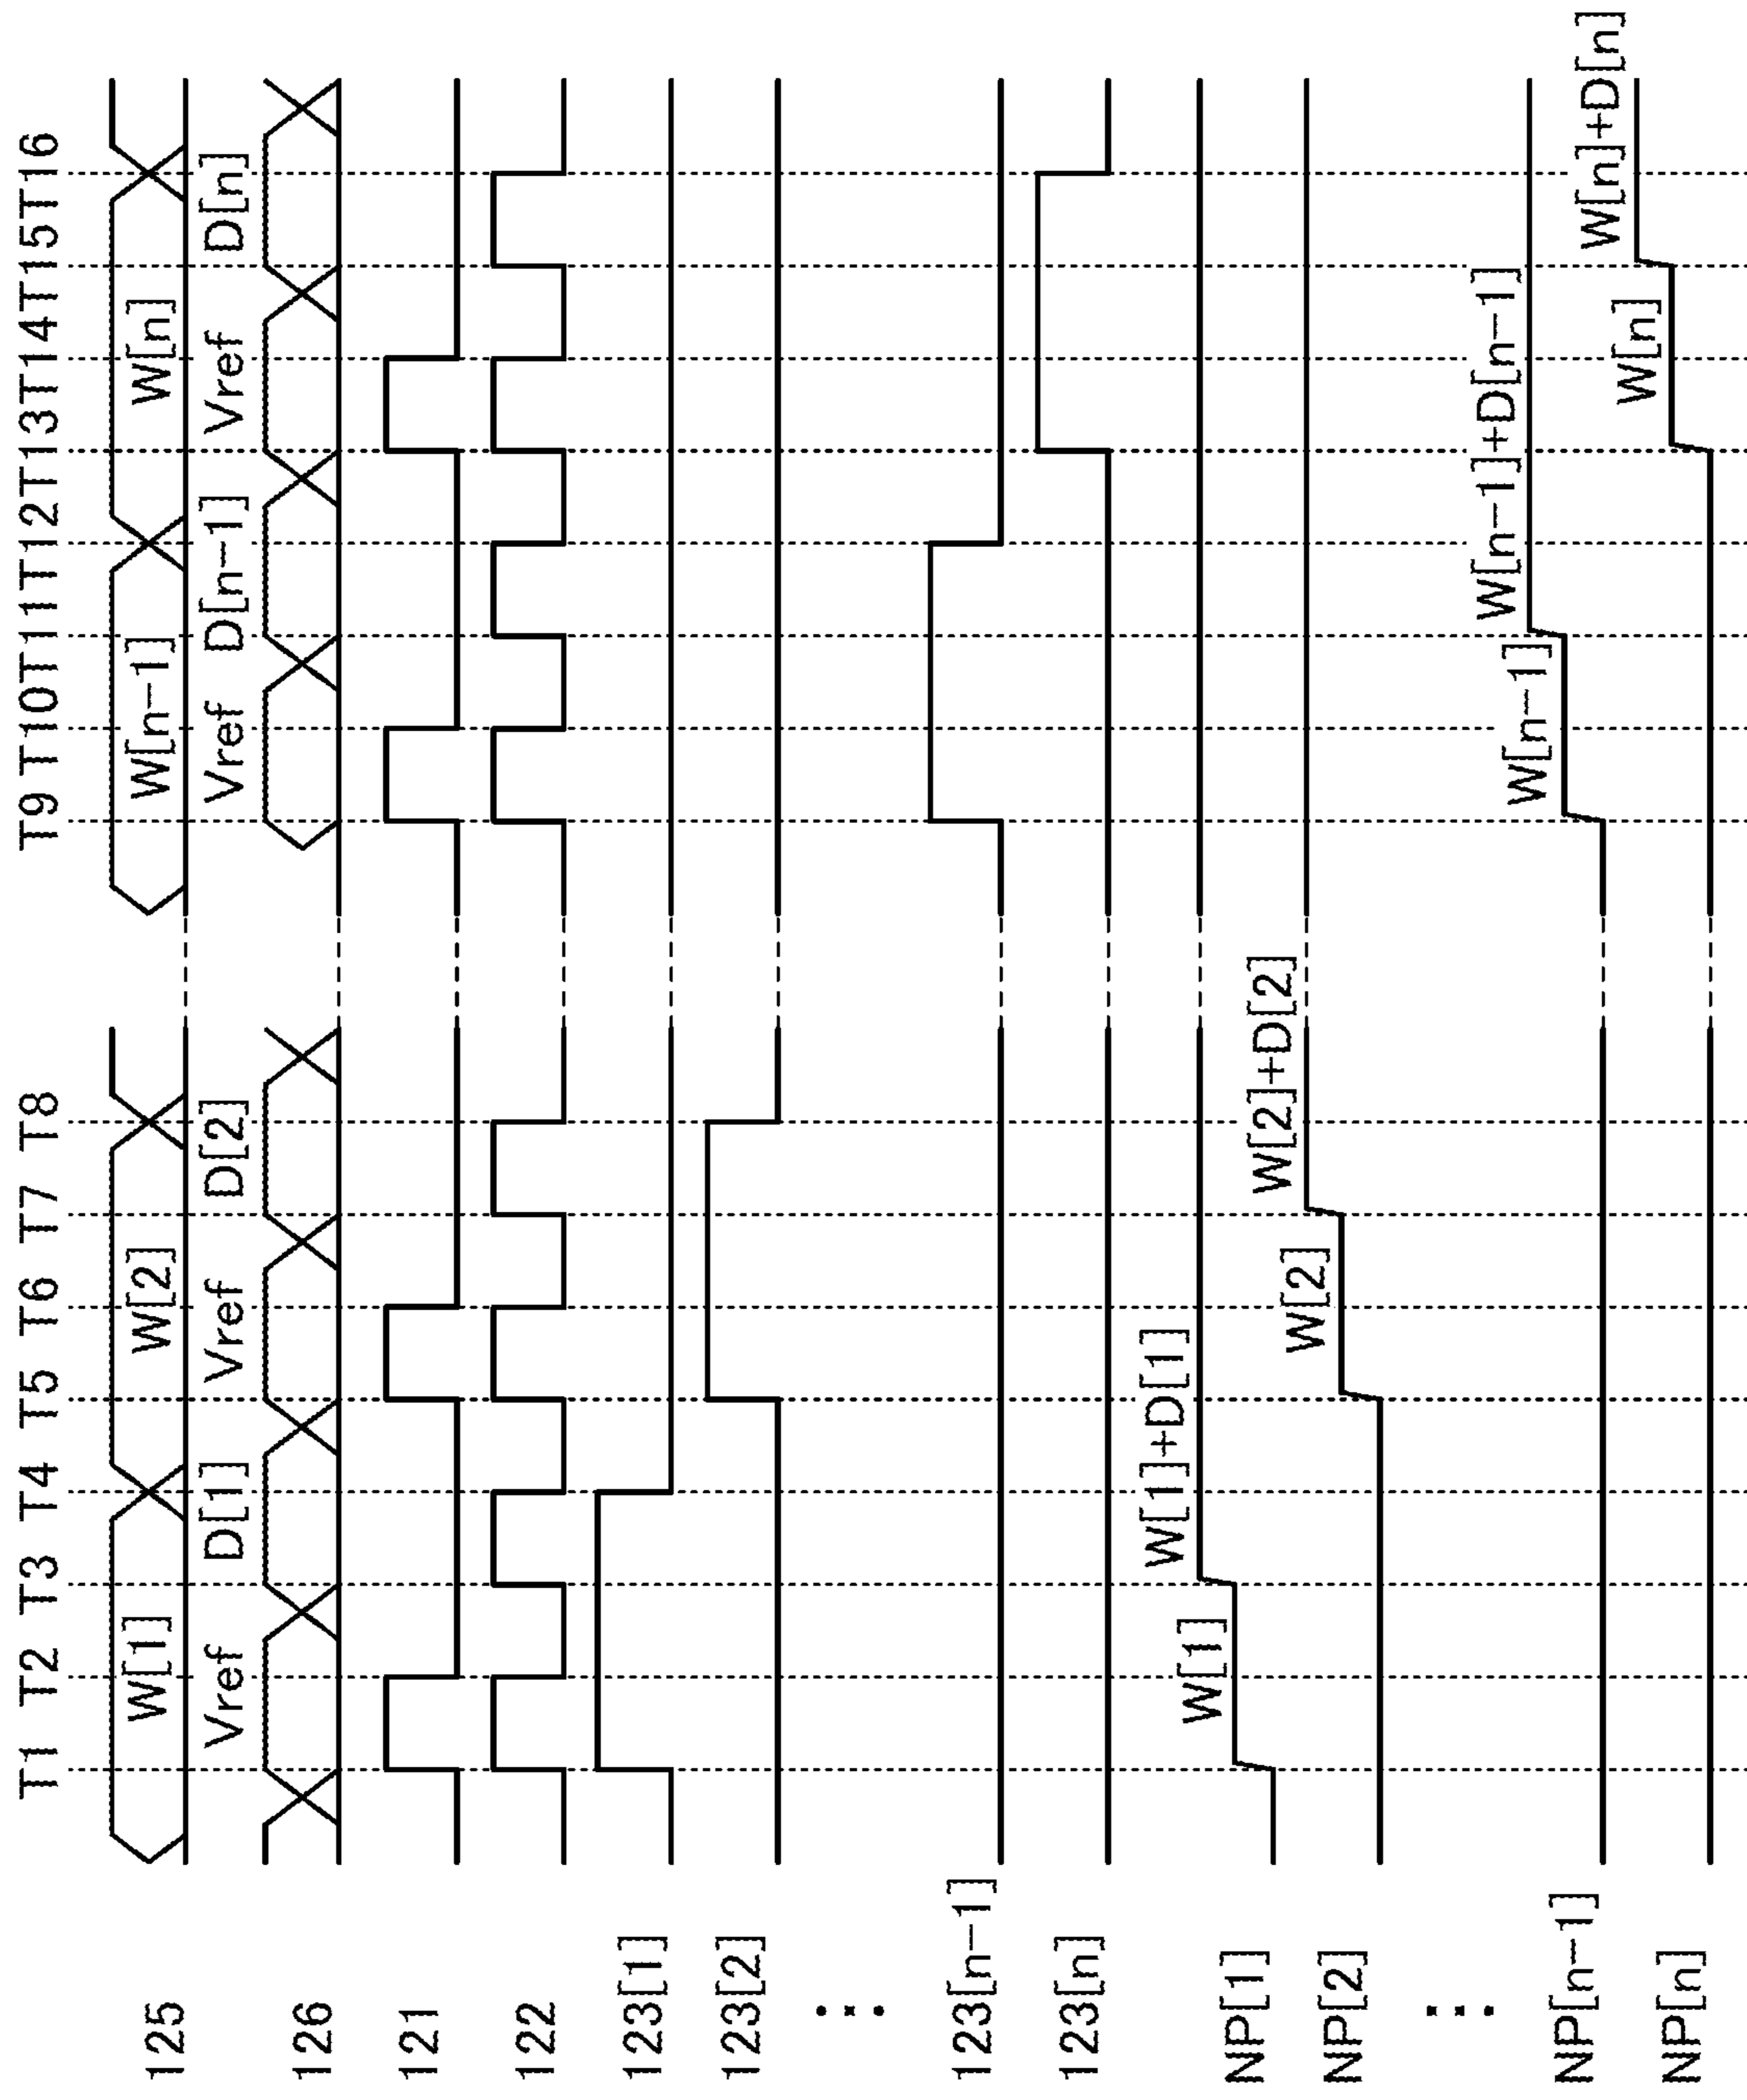 T1 T2 T3 T4 T5 T6 T7 T8 T9 T10 T11 T12 T13 T14 T15 T16
125 W[1] W[2] W[n-1] W[n]
Vref D[1] Vref D[2] Vref D[n-1] Vref D[n]
126
121
122
123[1]
123[2]
⋮
123[n-1]
123[n]
W[1]+D[1]
W[1]
NP[1]
W[2]+D[2]
W[2]
NP[2]
⋮
W[n-1]+D[n-1]
W[n-1]
NP[n-1]
W[n]+D[n]
W[n]
NP[n]